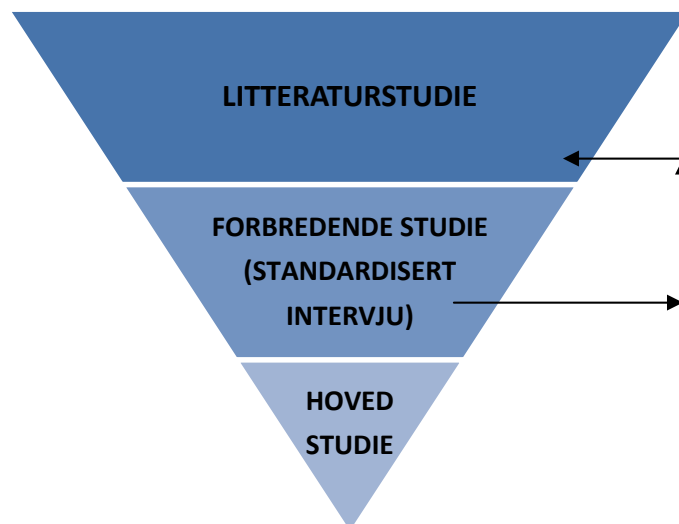 LITTERATURSTUDIE
FORBREDENDE STUDIE
(STANDARDISERT
INTERVJU)
HOVED
STUDIE